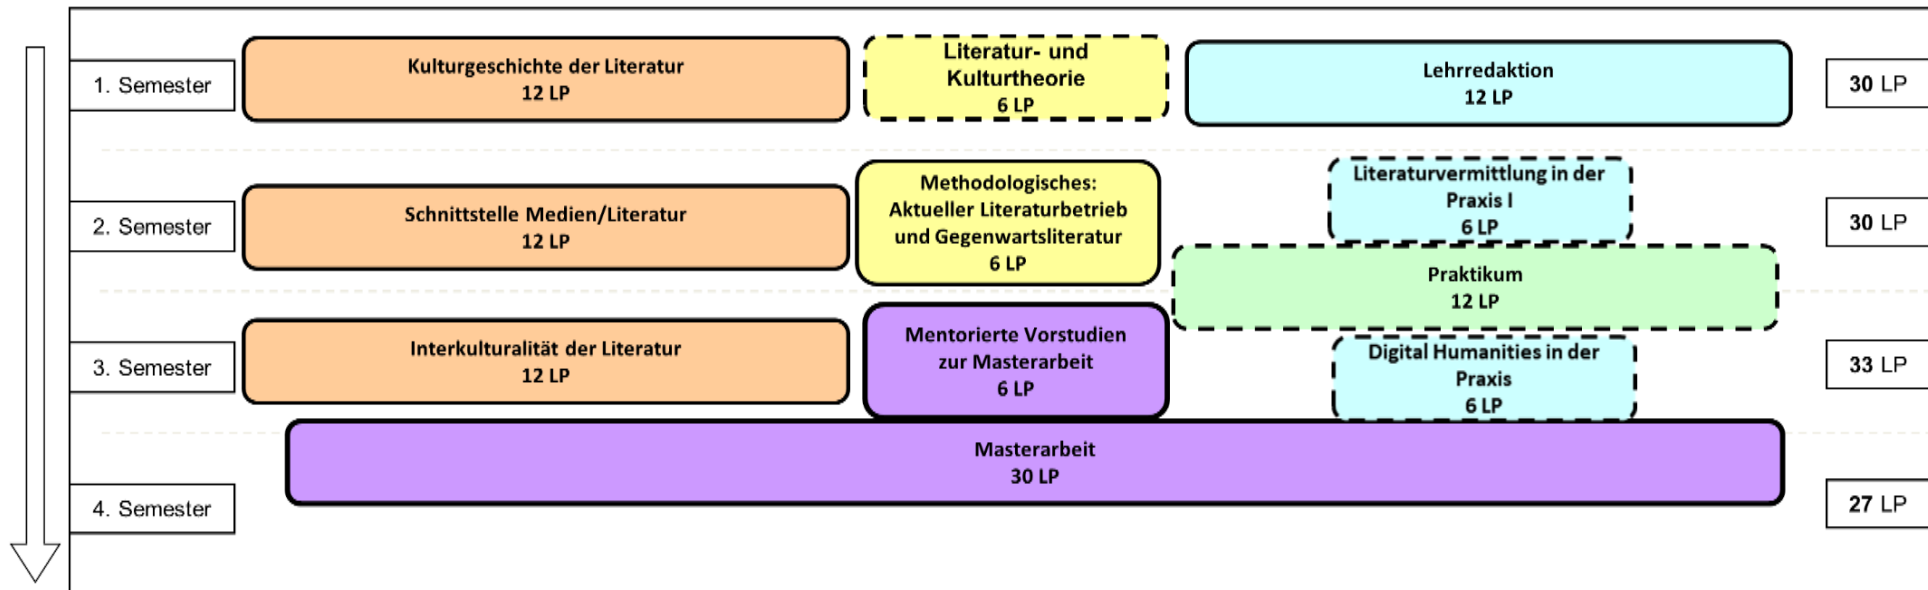 1. Semester
Kulturgeschichte der Literatur
12 LP
Literatur- und
Kulturtheorie
6 LP
Lehrredaktion
12 LP
30 LP
2. Semester
Schnittstelle Medien/Literatur
12 LP
Methodologisches:
Aktueller Literaturbetrieb
und Gegenwartsliteratur
6 LP
Literaturvermittlung in der
Praxis I
6 LP
30 LP
Praktikum
12 LP
3. Semester
Interkulturalität der Literatur
12 LP
Mentorierte Vorstudien
zur Masterarbeit
6 LP
Digital Humanities in der
Praxis
6 LP
33 LP
Masterarbeit
30 LP
4. Semester
27 LP